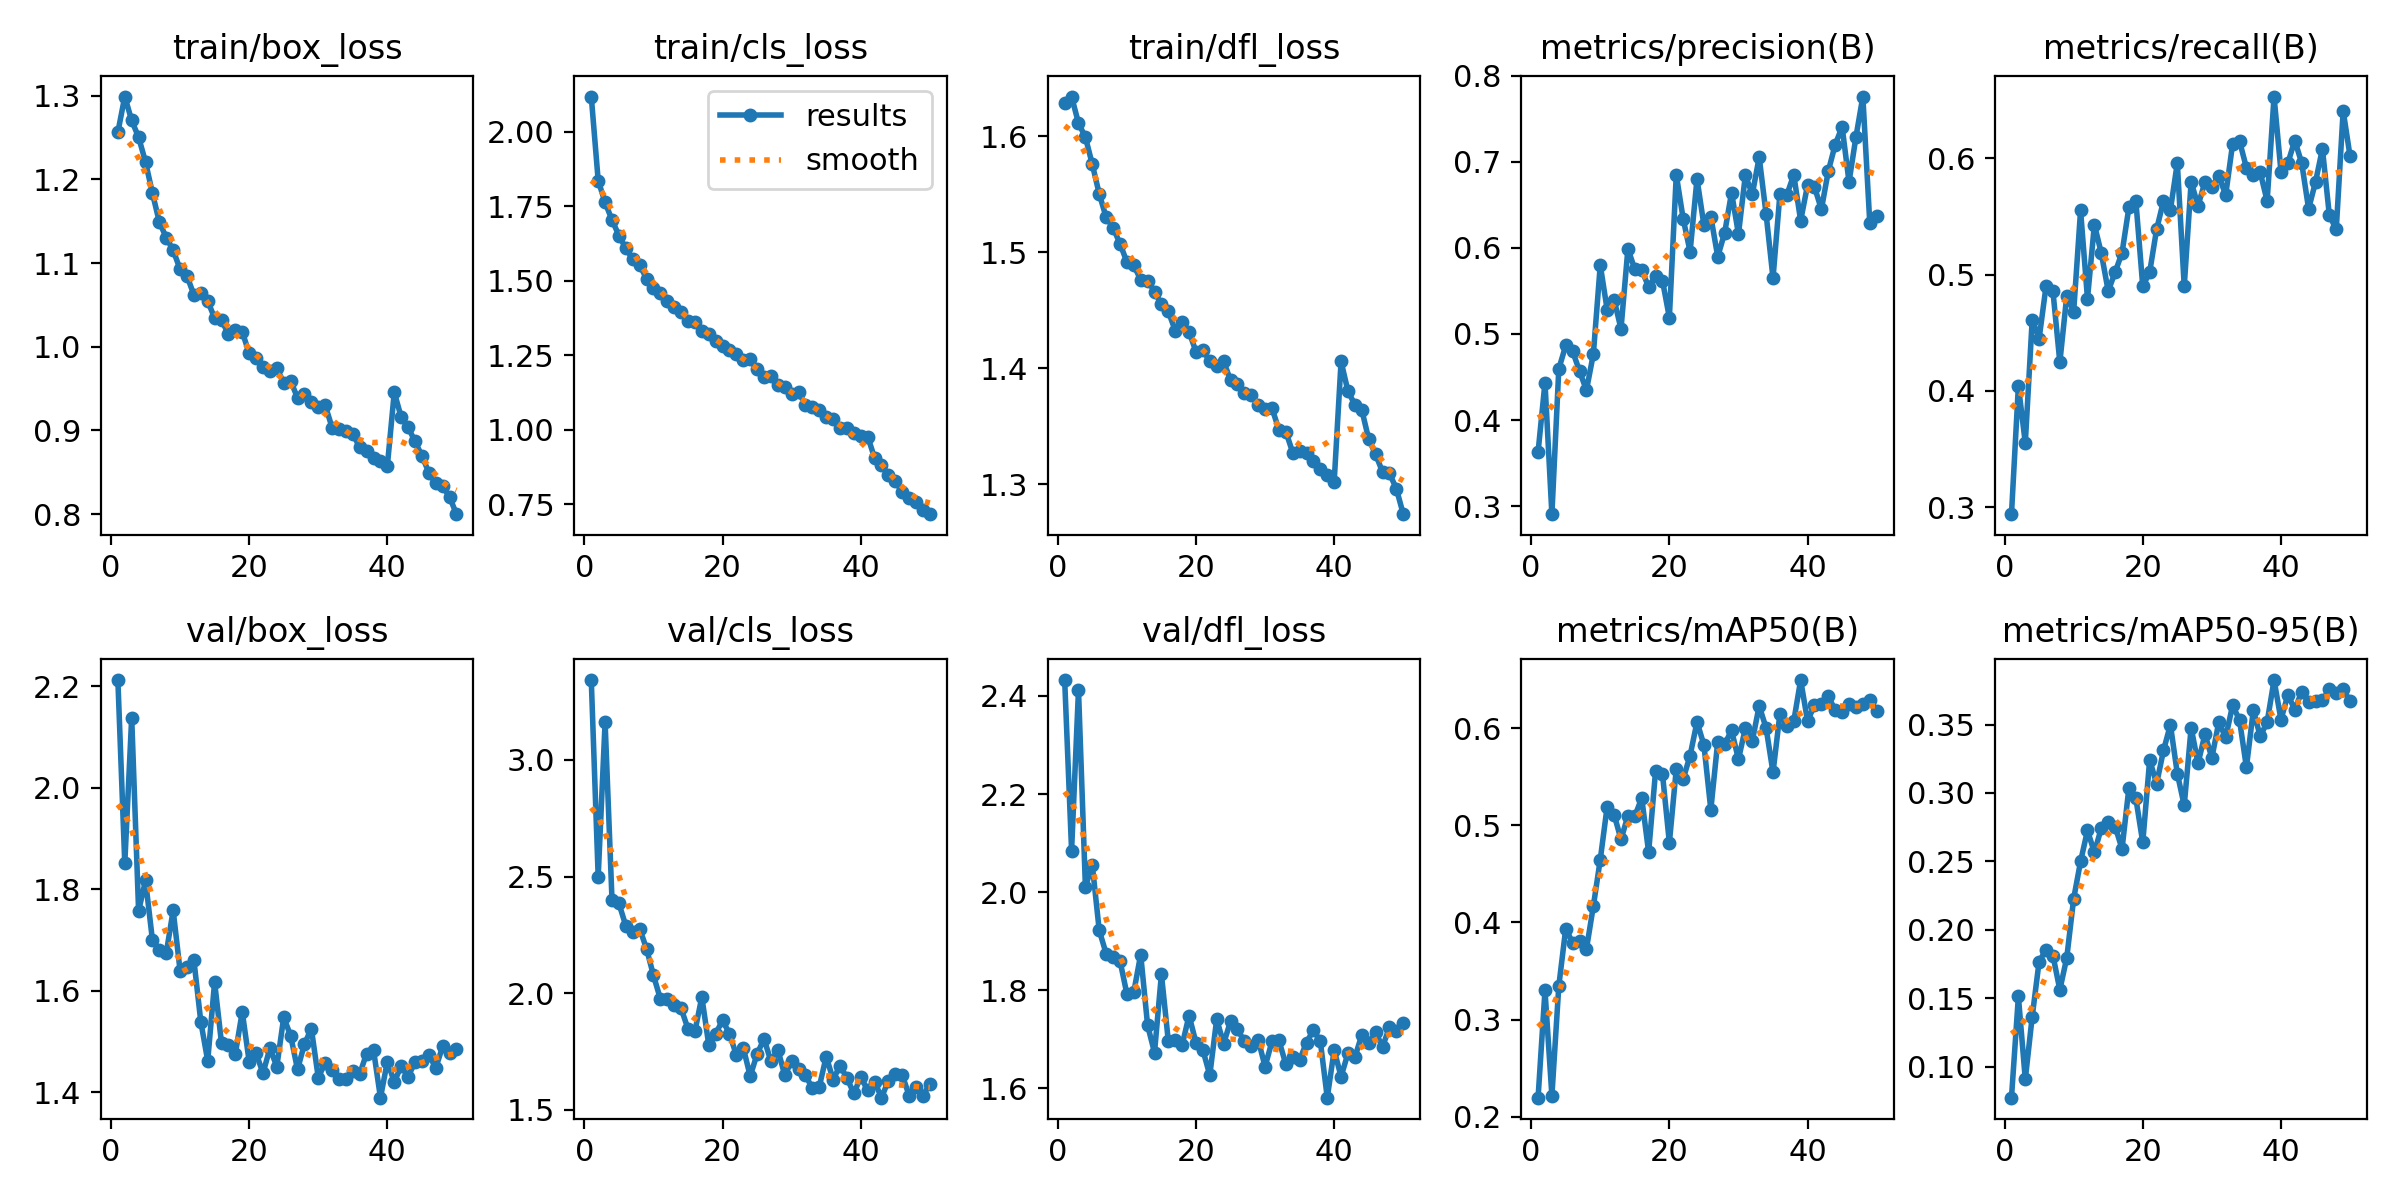 train/box_loss
1.3
1.2
1.1
1.0
0.9
0.8
0 20 40
train/cls_loss
results
smooth
2.00
1.75
1.50
1.25
1.00
0.75
0 20 40
train/dfl_loss
1.6
1.5
1.4
1.3
0 20 40
metrics/precision(B)
0.8
0.7
0.6
0.5
0.4
0.3
0 20 40
metrics/recall(B)
0.6
0.5
0.4
0.3
0 20 40
val/box_loss
2.2
2.0
1.8
1.6
1.4
0 20 40
val/cls_loss
3.0
2.5
2.0
1.5
0 20 40
val/dfl_loss
2.4
2.2
2.0
1.8
1.6
0 20 40
metrics/mAP50(B)
0.6
0.5
0.4
0.3
0.2
0 20 40
metrics/mAP50-95(B)
0.35
0.30
0.25
0.20
0.15
0.10
0 20 40